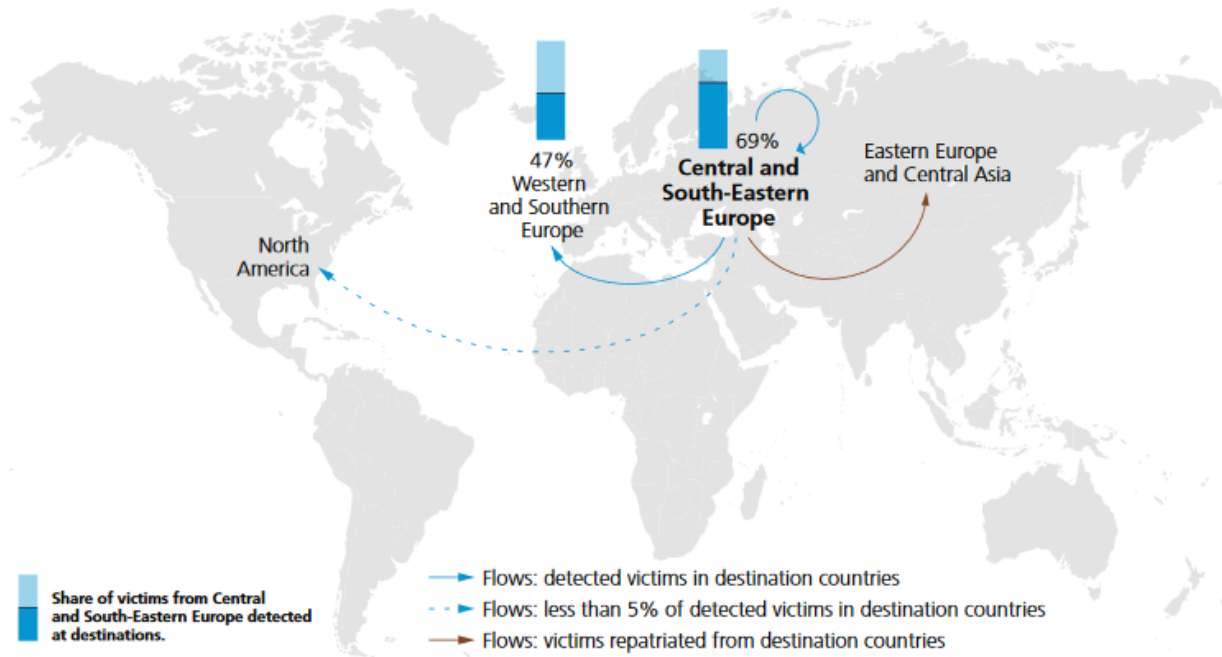 47%
Western
and Southern
Europe
69%
Central and
South-Eastern
Europe
Eastern Europe
and Central Asia
North
America
Share of victims from Central
and South-Eastern Europe detected
at destinations.
Flows: detected victims in destination countries
Flows: less than 5% of detected victims in destination countries
Flows: victims repatriated from destination countries